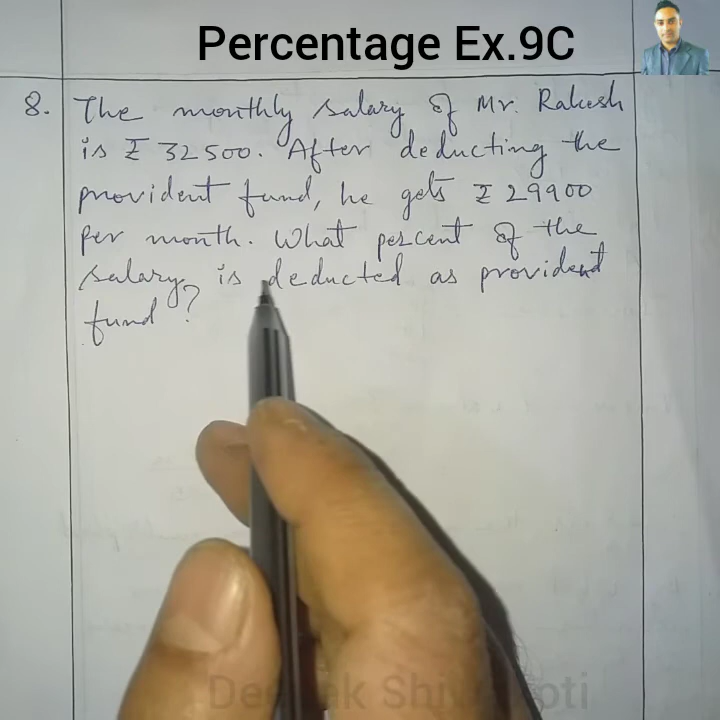 Percentage Ex.9C
8. The monthly salary of Mr. Rakesh
is ₹ 32500. After deducting the
provident fund, he gets ₹ 29900
per month. What percent of the
salary is deducted as provident
fund?